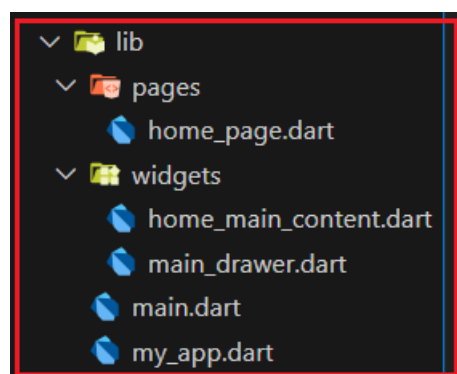 lib
pages
home_page.dart
widgets
home_main_content.dart
main_drawer.dart
main.dart
my_app.dart